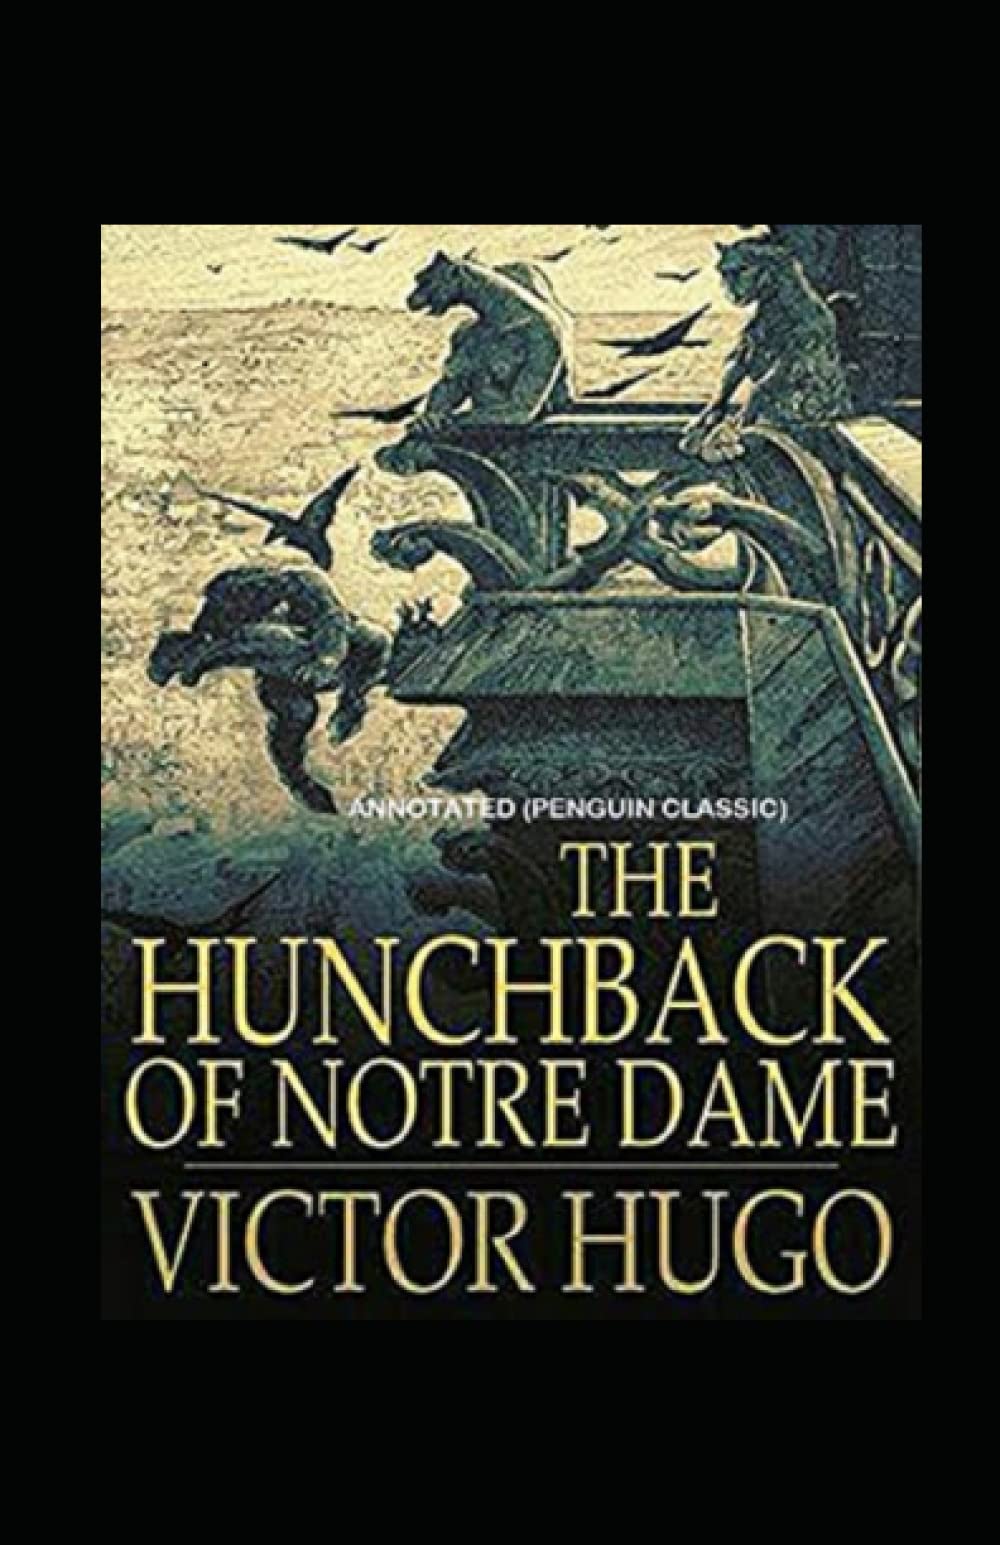 ANNOTATED (PENGUIN CLASSIC)
THE
HUNCHBACK
OF NOTRE DAME
VICTOR HUGO